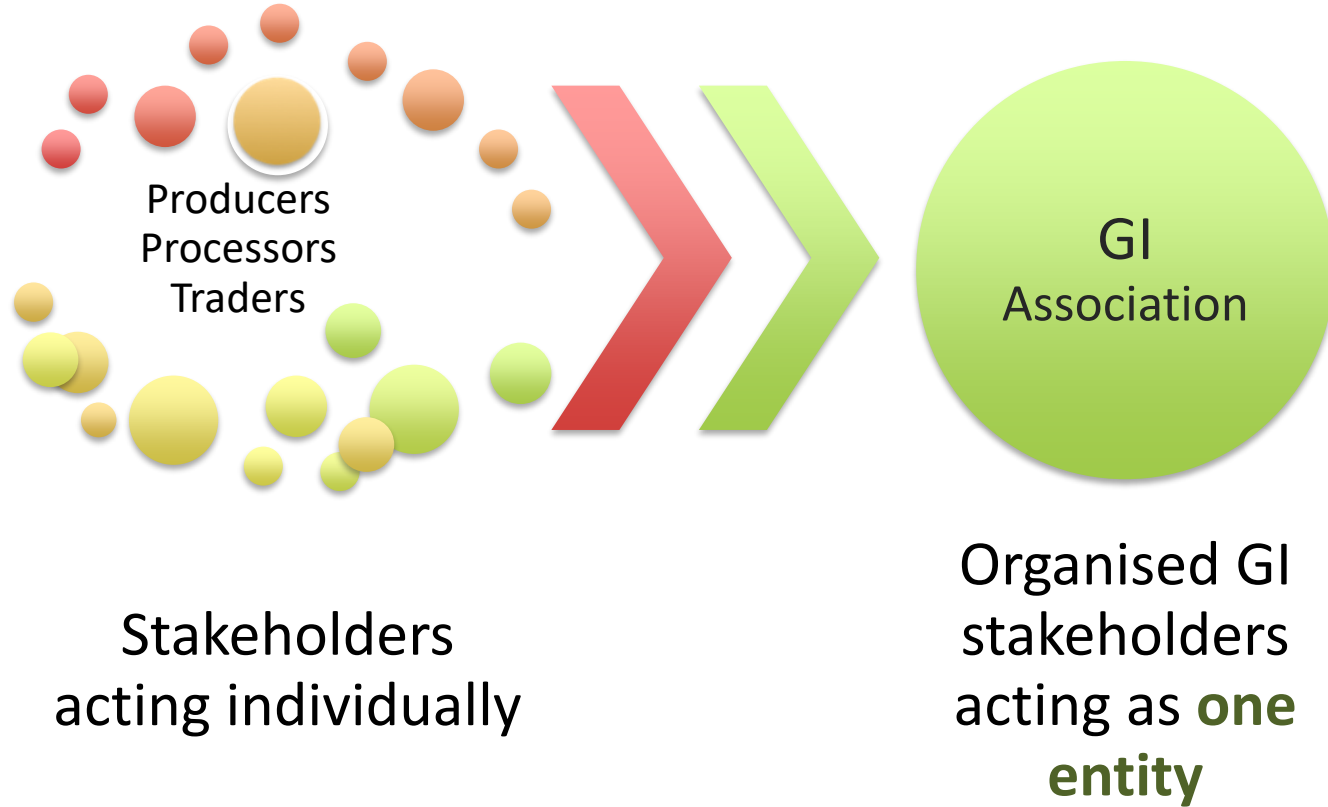 Producers
Processors
Traders
GI
Association
Stakeholders
acting individually
Organised GI
stakeholders
acting as one
entity